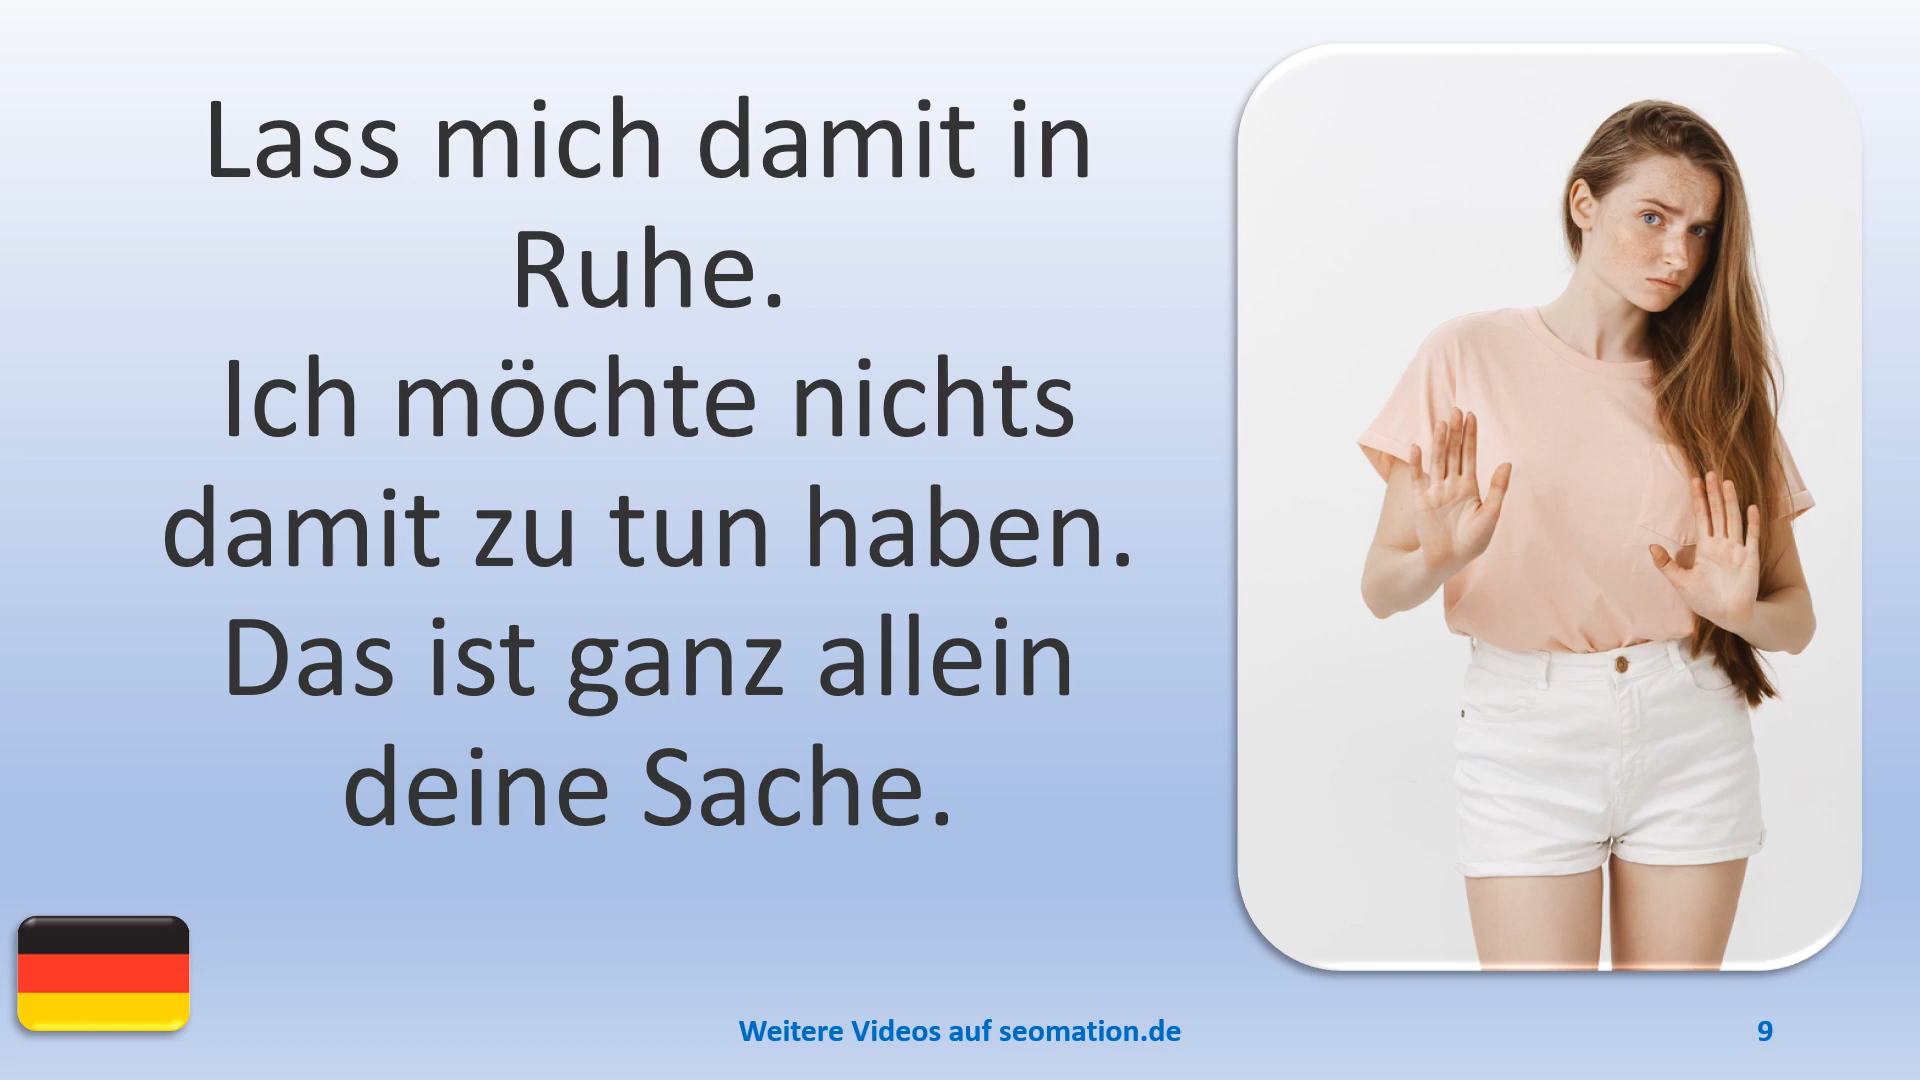 Lass mich damit in
Ruhe.
Ich möchte nichts
damit zu tun haben.
Das ist ganz allein
deine Sache.
Weitere Videos auf seomation.de
9